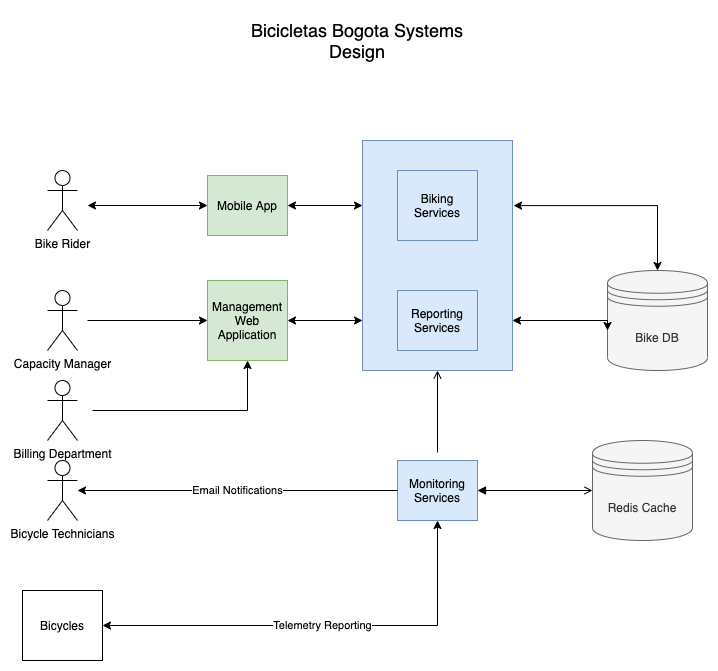 Bicicletas Bogota Systems
Design
Bike Rider
Mobile App
Biking
Services
Capacity Manager
Management
Web
Application
Reporting
Services
Bike DB
Billing Department
Bicycle Technicians
Email Notifications
Monitoring
Services
Redis Cache
Bicycles
Telemetry Reporting